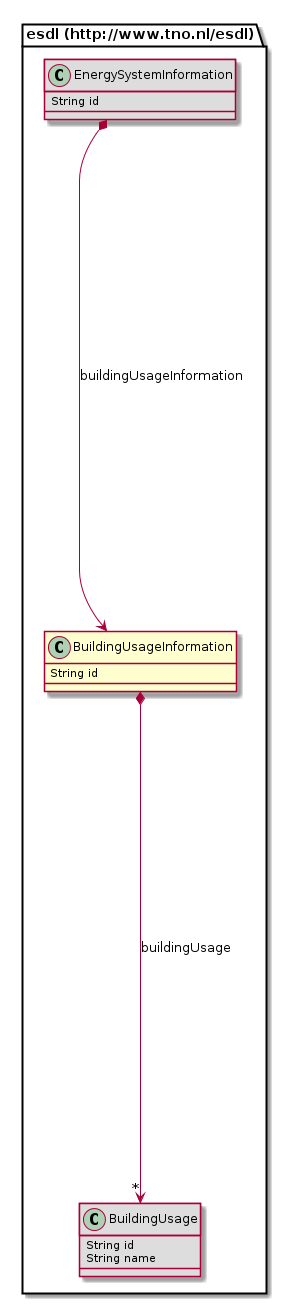 esdl (http://www.tno.nl/esdl)
C EnergySystemInformation
String id
buildingUsageInformation
C BuildingUsageInformation
String id
buildingUsage
*
C BuildingUsage
String id
String name